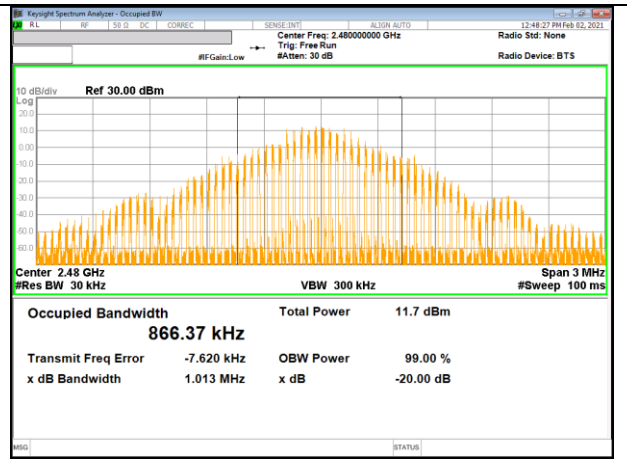 Keysight Spectrum Analyzer - Occupied BW
RL RF 50 Ω DC CORREC SENSE:INT ALIGN AUTO 12:48:27 PM Feb 02, 2021
Center Freq: 2.480000000 GHz Radio Std: None
Trig: Free Run
#IFGain:Low #Atten: 30 dB Radio Device: BTS
10 dB/div Ref 30.00 dBm
Log
20.0
10.0
0.00
-10.0
-20.0
-30.0
-40.0
-50.0
-60.0
Center 2.48 GHz Span 3 MHz
#Res BW 30 kHz VBW 300 kHz #Sweep 100 ms
Occupied Bandwidth Total Power 11.7 dBm
866.37 kHz
Transmit Freq Error -7.620 kHz OBW Power 99.00 %
x dB Bandwidth 1.013 MHz x dB -20.00 dB
MSG STATUS